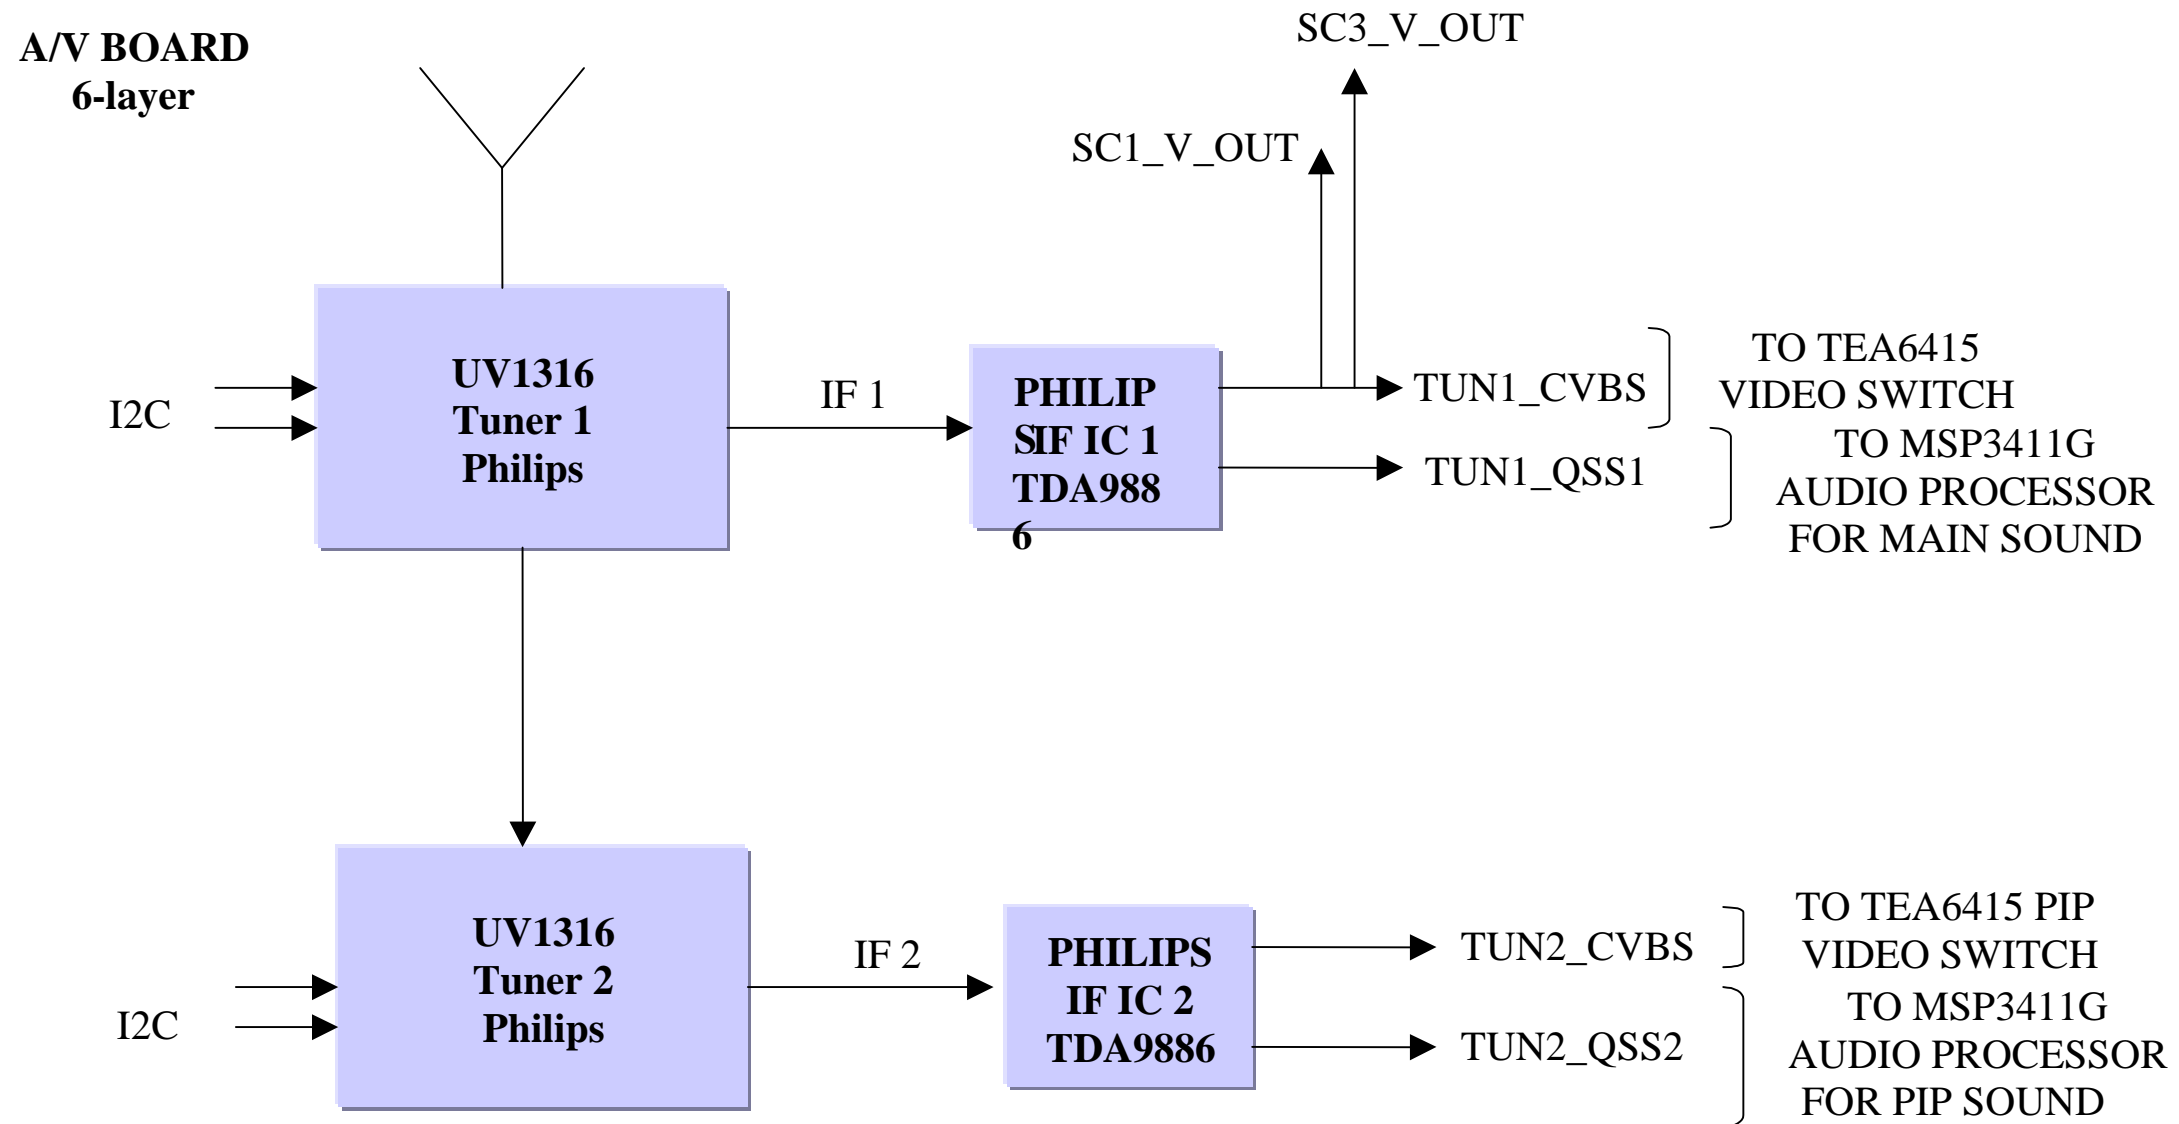 A/V BOARD
6-layer
SC3_V_OUT
SC1_V_OUT
I2C
UV1316
Tuner 1
Philips
IF 1
PHILIP
SIF IC 1
TDA988
6
TUN1_CVBS
TUN1_QSS1
TO TEA6415
VIDEO SWITCH
TO MSP3411G
AUDIO PROCESSOR
FOR MAIN SOUND
I2C
UV1316
Tuner 2
Philips
IF 2
PHILIPS
IF IC 2
TDA9886
TUN2_CVBS
TUN2_QSS2
TO TEA6415 PIP
VIDEO SWITCH
TO MSP3411G
AUDIO PROCESSOR
FOR PIP SOUND